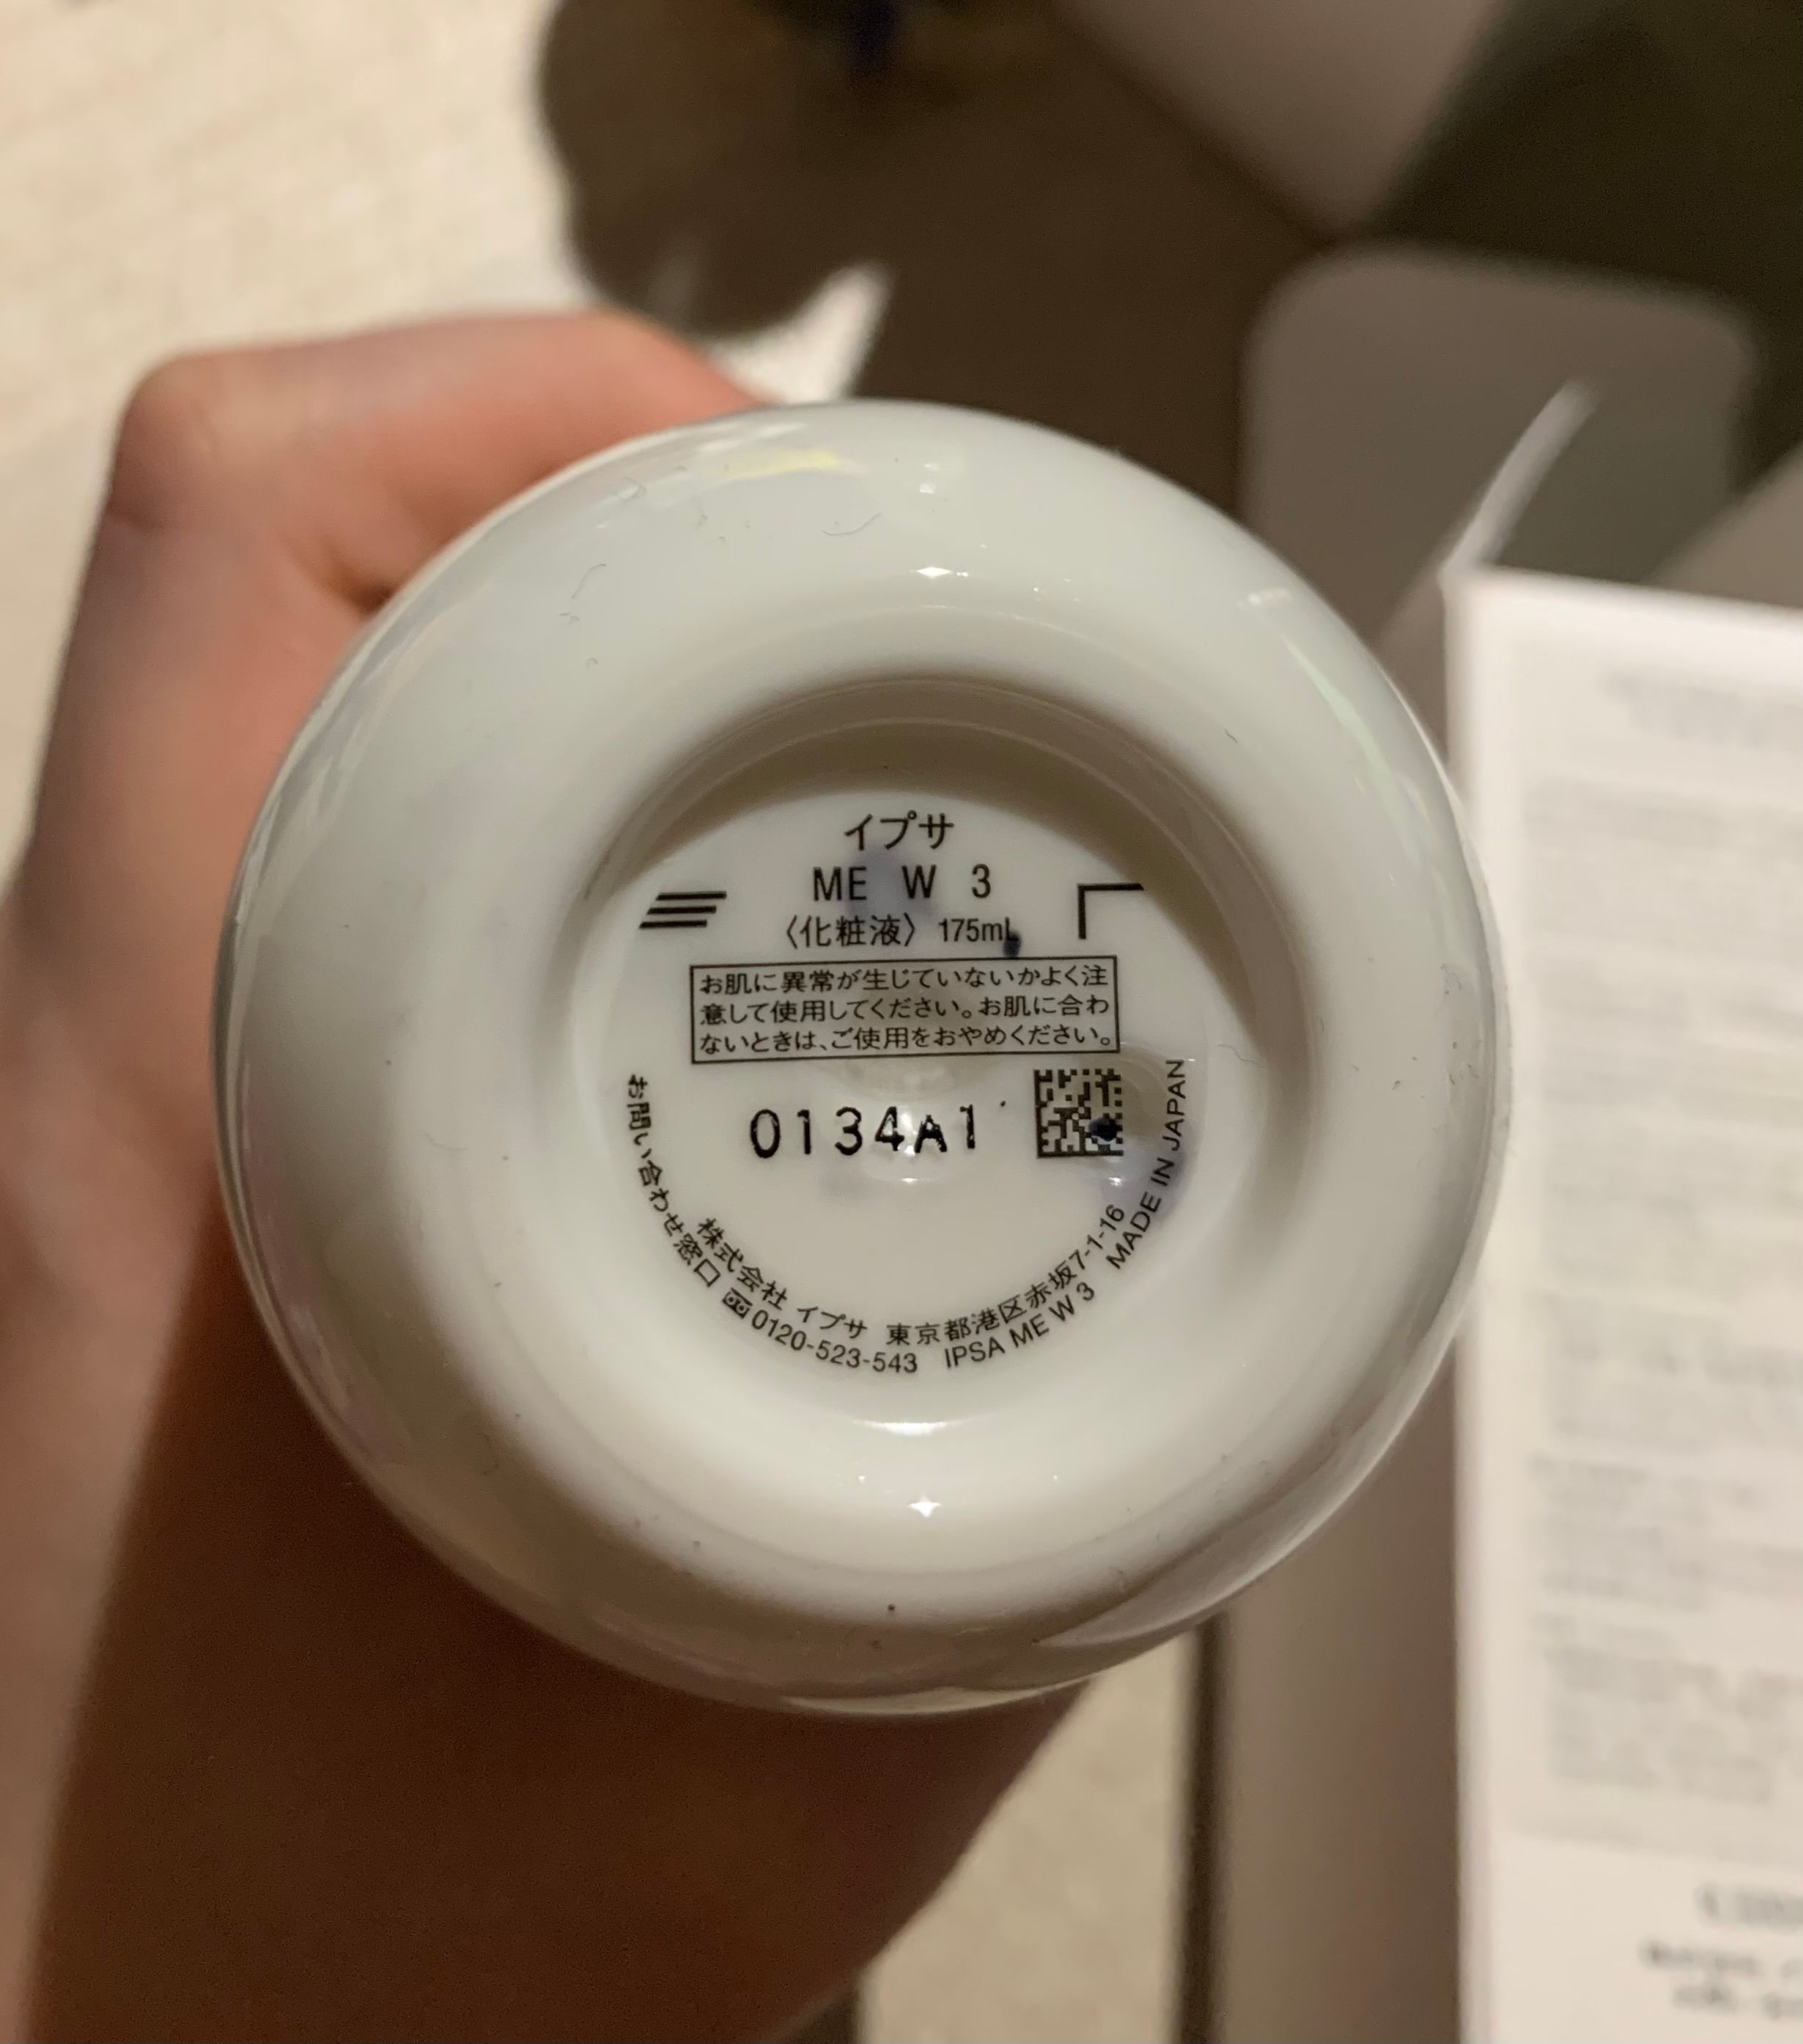 イプサ
ME W 3
〈化粧液〉 175mL
お肌に異常が生じていないかよく注
意して使用してください。お肌に合わ
ないときは、ご使用をおやめください。
0134A1
株式会社 イプサ 東京都港区赤坂7-1-16
お問い合わせ窓口 0120-523-543 IPSA ME W 3 MADE IN JAPAN